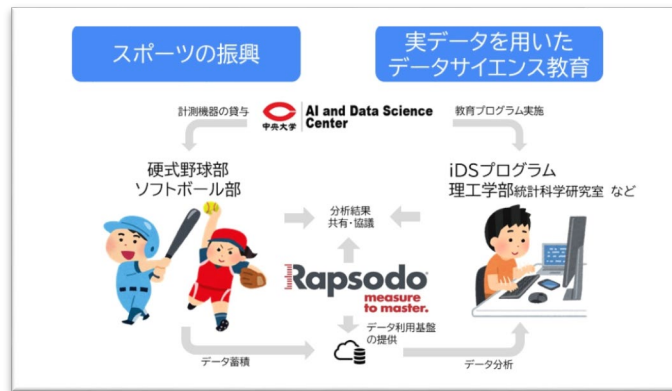 スポーツの振興
実データを用いた
データサイエンス教育
計測機器の貸与
中央大学
AI and Data Science
Center
教育プログラム実施
硬式野球部
ソフトボール部
iDSプログラム
理工学部統計科学研究室 など
分析結果
共有・協議
Rapsodo®
measure
to master.
データ利用基盤
の提供
データ蓄積
データ分析